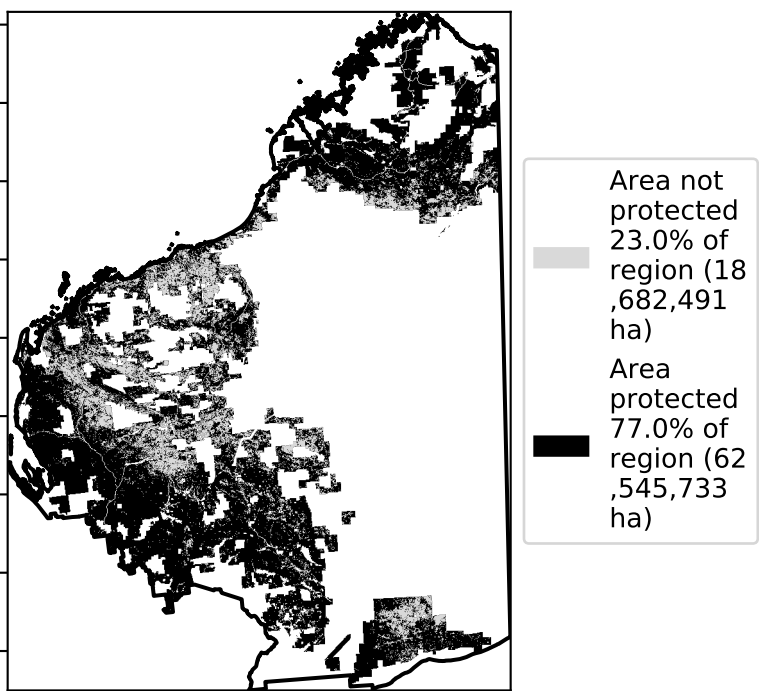 Area not
protected
23.0% of
region (18
,682,491
ha)
Area
protected
77.0% of
region (62
,545,733
ha)